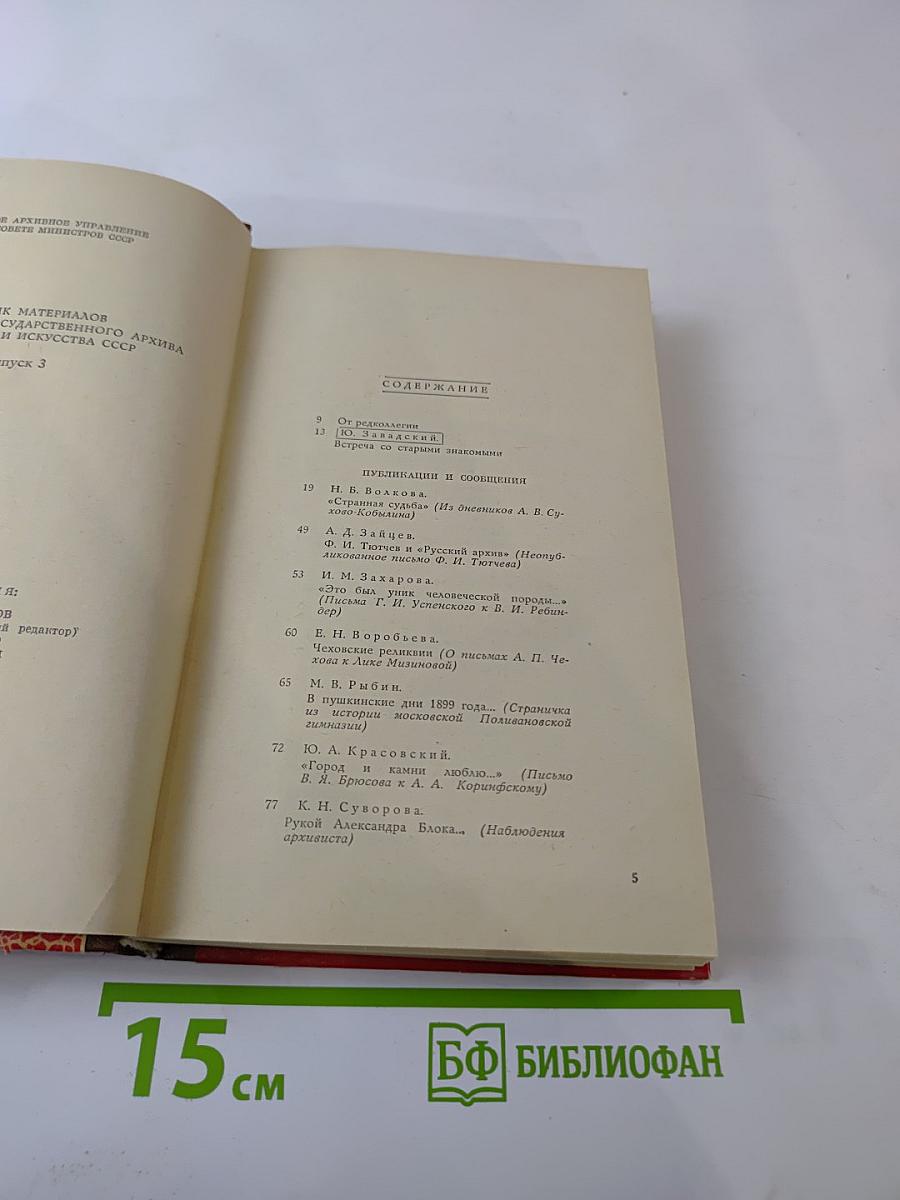 АРХИВНОЕ УПРАВЛЕНИЕ
СОВЕТЕ МИНИСТРОВ СССР
МАТЕРИАЛОВ
АРХИВА
И ИСКУССТВА СССР
3
редактор)
СОДЕРЖАНИЕ
9 От редколлегии
13 Ю. Завадский.
Встреча со старыми знакомыми
ПУБЛИКАЦИИ И СООБЩЕНИЯ
19 Н. Б. Волкова.
«Странная судьба» (Из дневников А. В. Су-
хово-Кобылина)
49 А. Д. Зайцев.
Ф. И. Тютчев и «Русский архив» (Неопуб-
ликованное письмо Ф. И. Тютчева)
53 И. М. Захарова.
«Это был уник человеческой породы...»
(Письма Г. И. Успенского к В. И. Ребин-
дер)
60 Е. Н. Воробьева.
Чеховские реликвии (О письмах А. П. Че-
хова к Лике Мизиновой)
65 М. В. Рыбин.
В пушкинские дни 1899 года... (Страничка
из истории московской Поливановской
гимназии)
72 Ю. А. Красовский.
«Город и камни люблю...» (Письмо
В. Я. Брюсова к А. А. Коринфскому)
77 К. Н. Суворова.
Рукой Александра Блока... (Наблюдения
архивиста)
5
15 см
БФ БИБЛИОФАН